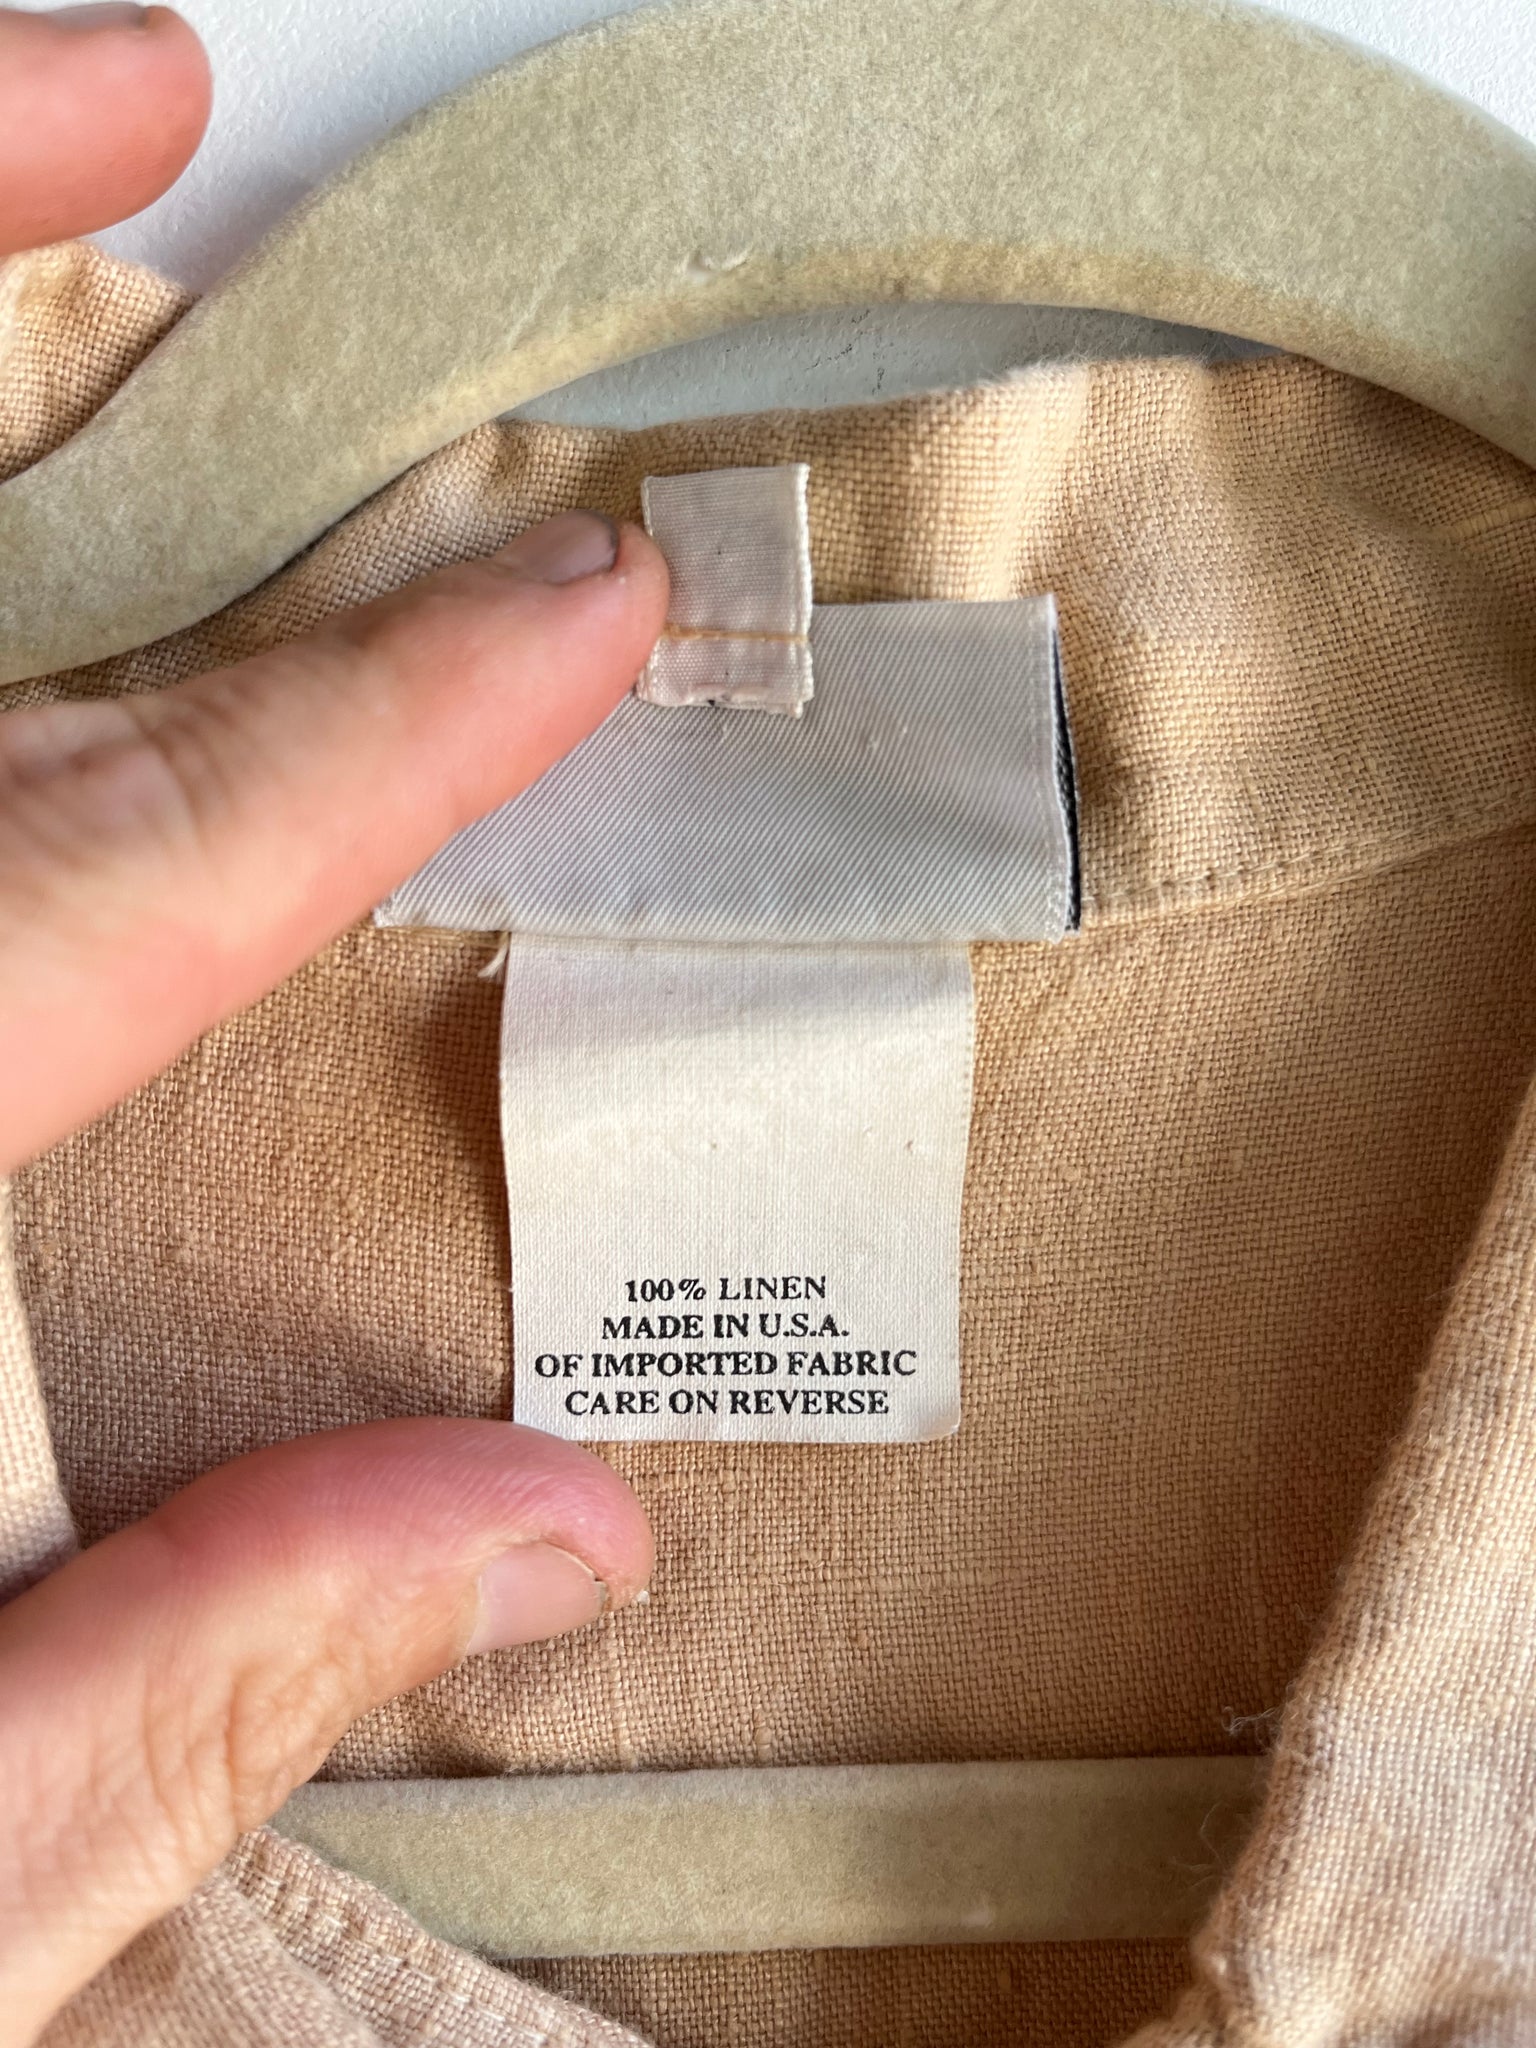 100% LINEN
MADE IN U.S.A.
OF IMPORTED FABRIC
CARE ON REVERSE